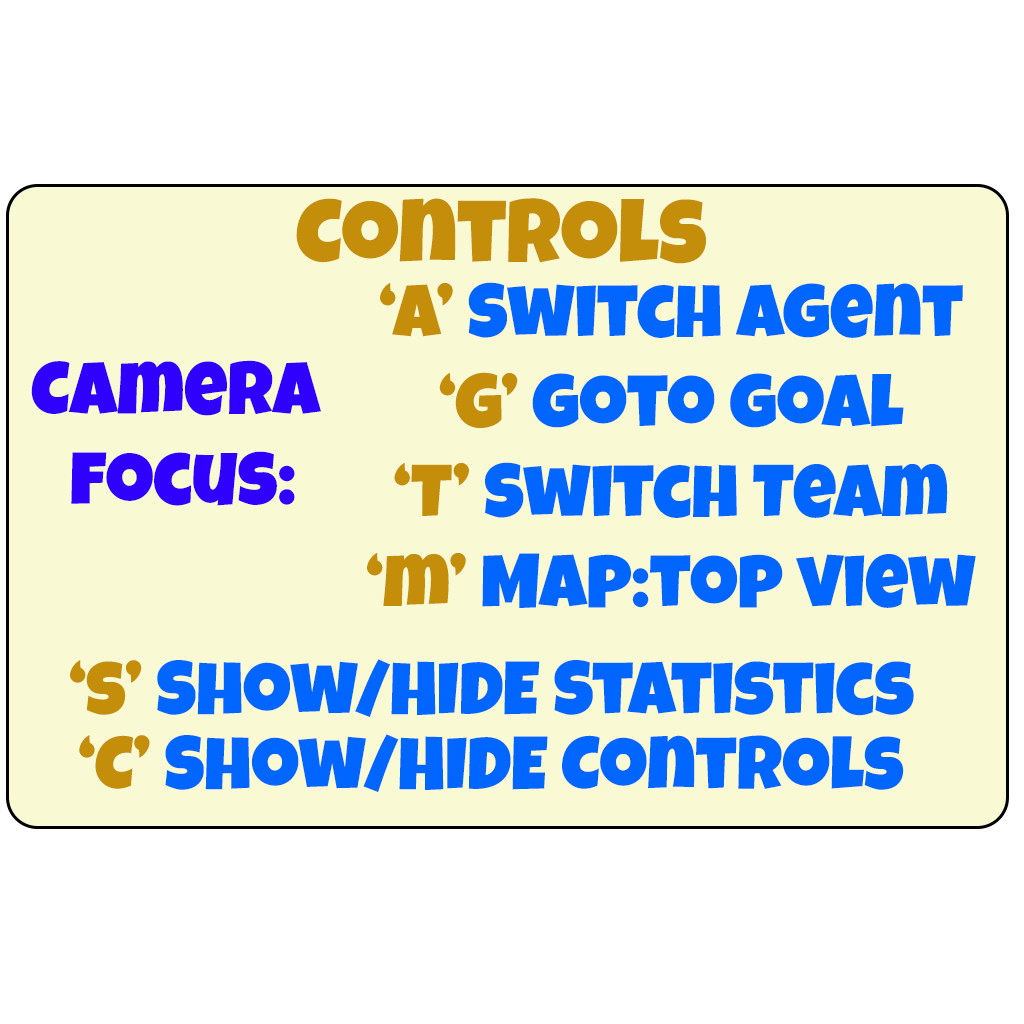 CONTROLS
'A' SWITCH AGENT
CAMERA
FOCUS:
'G' GOTO GOAL
'T' SWITCH TEAM
'M' MAP:TOP VIEW
'S' SHOW/HIDE STATISTICS
'C' SHOW/HIDE CONTROLS